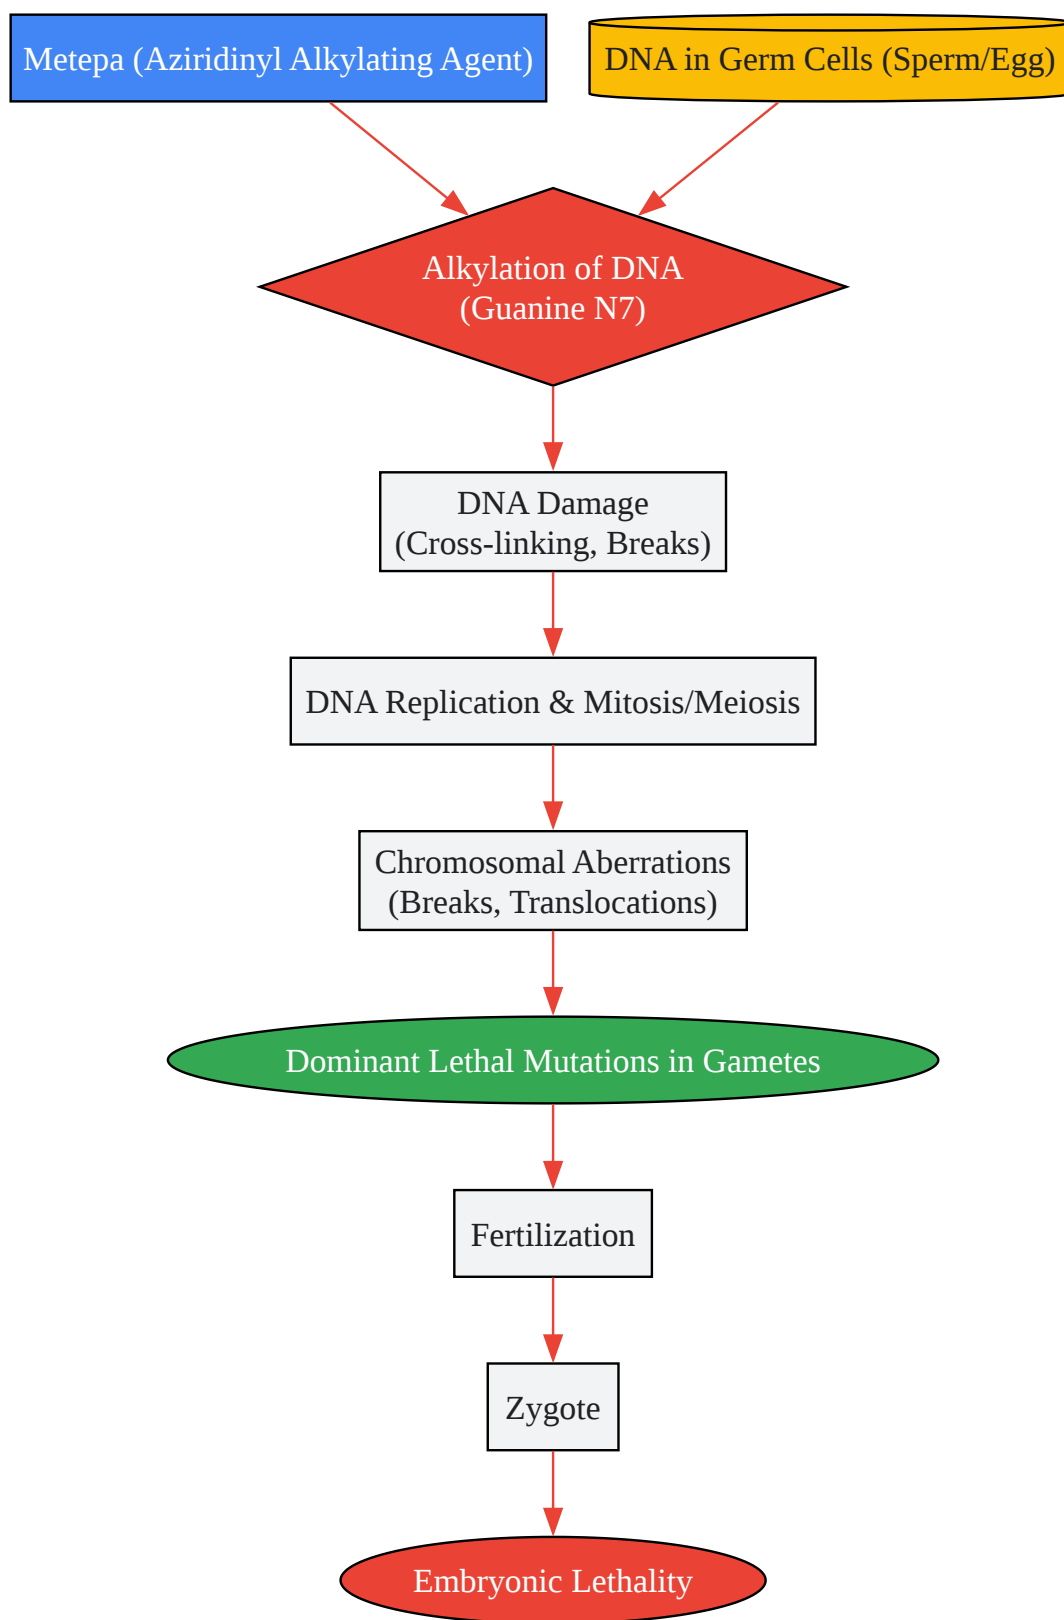 Metepa (Aziridinyl Alkylating Agent)
DNA in Germ Cells (Sperm/Egg)
Alkylation of DNA
(Guanine N7)
DNA Damage
(Cross-linking, Breaks)
DNA Replication & Mitosis/Meiosis
Chromosomal Aberrations
(Breaks, Translocations)
Dominant Lethal Mutations in Gametes
Fertilization
Zygote
Embryonic Lethality